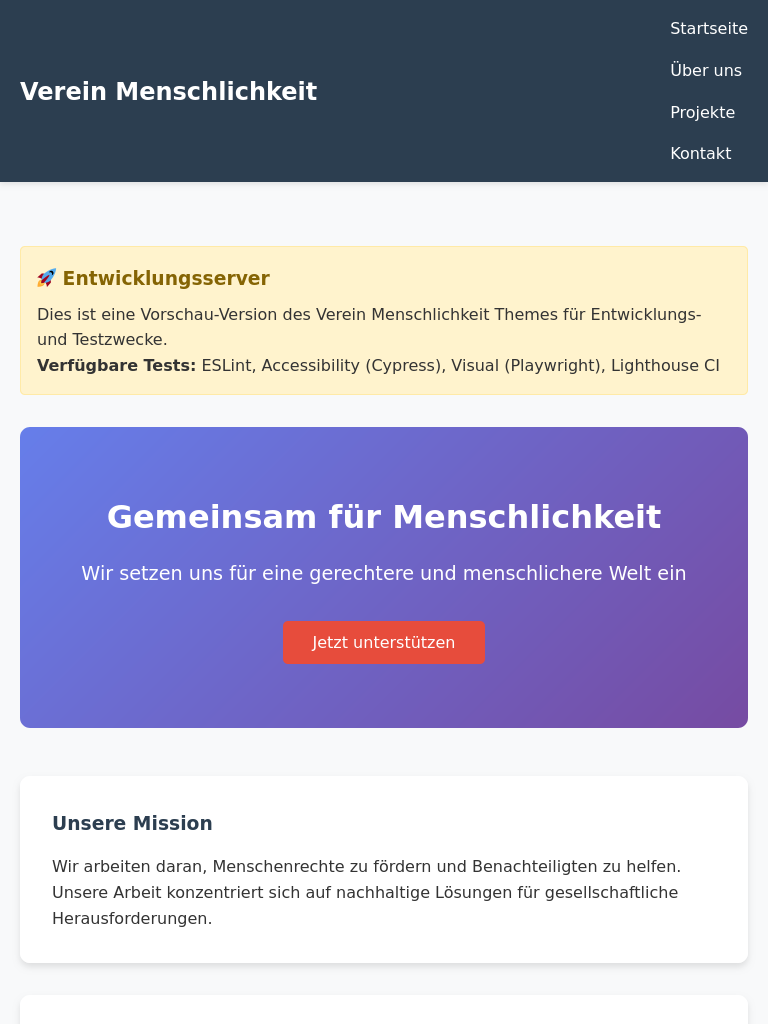 Verein Menschlichkeit
Startseite
Über uns
Projekte
Kontakt
🚀 Entwicklungsserver
Dies ist eine Vorschau-Version des Verein Menschlichkeit Themes für Entwicklungs-
und Testzwecke.
Verfügbare Tests: ESLint, Accessibility (Cypress), Visual (Playwright), Lighthouse CI
Gemeinsam für Menschlichkeit
Wir setzen uns für eine gerechtere und menschlichere Welt ein
Jetzt unterstützen
Unsere Mission
Wir arbeiten daran, Menschenrechte zu fördern und Benachteiligten zu helfen.
Unsere Arbeit konzentriert sich auf nachhaltige Lösungen für gesellschaftliche
Herausforderungen.